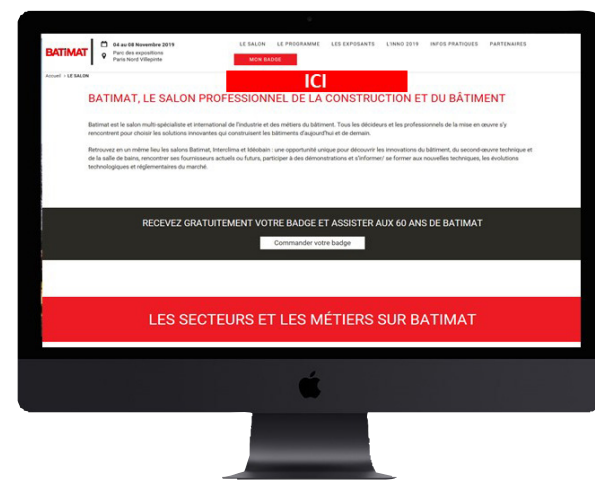 BATIMAT
04 au 08 Novembre 2019
Parc des expositions
Paris Nord Villepinte
LE SALON LE PROGRAMME LES EXPOSANTS L'INNO 2019 INFOS PRATIQUES PARTENAIRES
MON BADGE
Accueil > LE SALON
ICI
BATIMAT, LE SALON PROFESSIONNEL DE LA CONSTRUCTION ET DU BÂTIMENT
Batimat est le salon multi-spécialiste et international de l'industrie et des métiers du bâtiment. Tous les décideurs et les professionnels de la mise en œuvre s'y
rencontrent pour choisir les solutions innovantes qui construisent les bâtiments d'aujourd'hui et de demain.
Retrouvez en un même lieu les salons Batimat, Interclima et Idéobain : une opportunité unique pour découvrir les innovations du bâtiment, du second-œuvre technique et
de la salle de bains, rencontrer ses fournisseurs actuels ou futurs, participer à des démonstrations et s'informer/ se former aux nouvelles techniques, les évolutions
technologiques et réglementaires du marché.
RECEVEZ GRATUITEMENT VOTRE BADGE ET ASSISTER AUX 60 ANS DE BATIMAT
Commander votre badge
LES SECTEURS ET LES MÉTIERS SUR BATIMAT